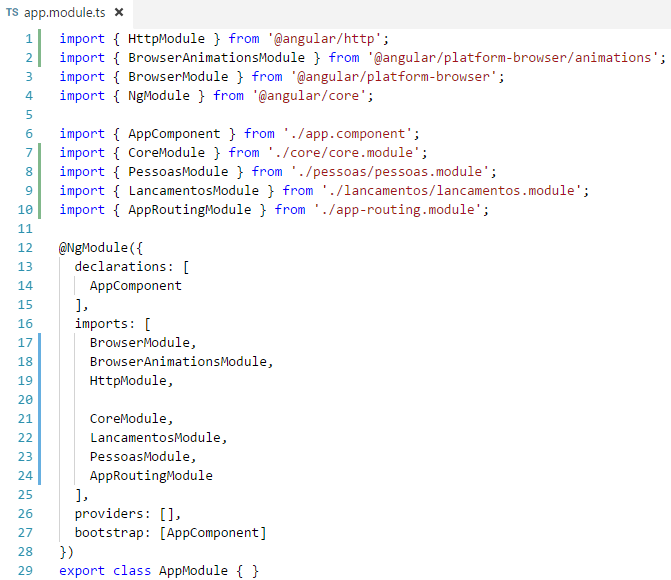 TS app.module.ts ×
1 import { HttpModule } from '@angular/http';
2 import { BrowserAnimationsModule } from '@angular/platform-browser/animations';
3 import { BrowserModule } from '@angular/platform-browser';
4 import { NgModule } from '@angular/core';
5
6 import { AppComponent } from './app.component';
7 import { CoreModule } from './core/core.module';
8 import { PessoasModule } from './pessoas/pessoas.module';
9 import { LancamentosModule } from './lancamentos/lancamentos.module';
10 import { AppRoutingModule } from './app-routing.module';
11
12 @NgModule({
13   declarations: [
14     AppComponent
15   ],
16   imports: [
17     BrowserModule,
18     BrowserAnimationsModule,
19     HttpModule,
20
21     CoreModule,
22     LancamentosModule,
23     PessoasModule,
24     AppRoutingModule
25   ],
26   providers: [],
27   bootstrap: [AppComponent]
28 })
29 export class AppModule { }